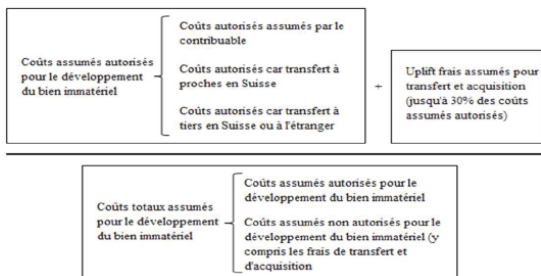 Coûts autorisés assumés par le
contribuable
Coûts assumés autorisés
pour le développement
du bien immatériel
Coûts autorisés car transfert à
proches en Suisse
Coûts autorisés car transfert à
tiers en Suisse ou à l'étranger
+
Uplift frais assumés pour
transfert et acquisition
(jusqu'à 30% des coûts
assumés autorisés)
Coûts totaux assumés
pour le développement
du bien immatériel
Coûts assumés autorisés pour le
développement du bien immatériel
Coûts assumés non autorisés pour le
développement du bien immatériel (y
compris les frais de transfert et
d'acquisition